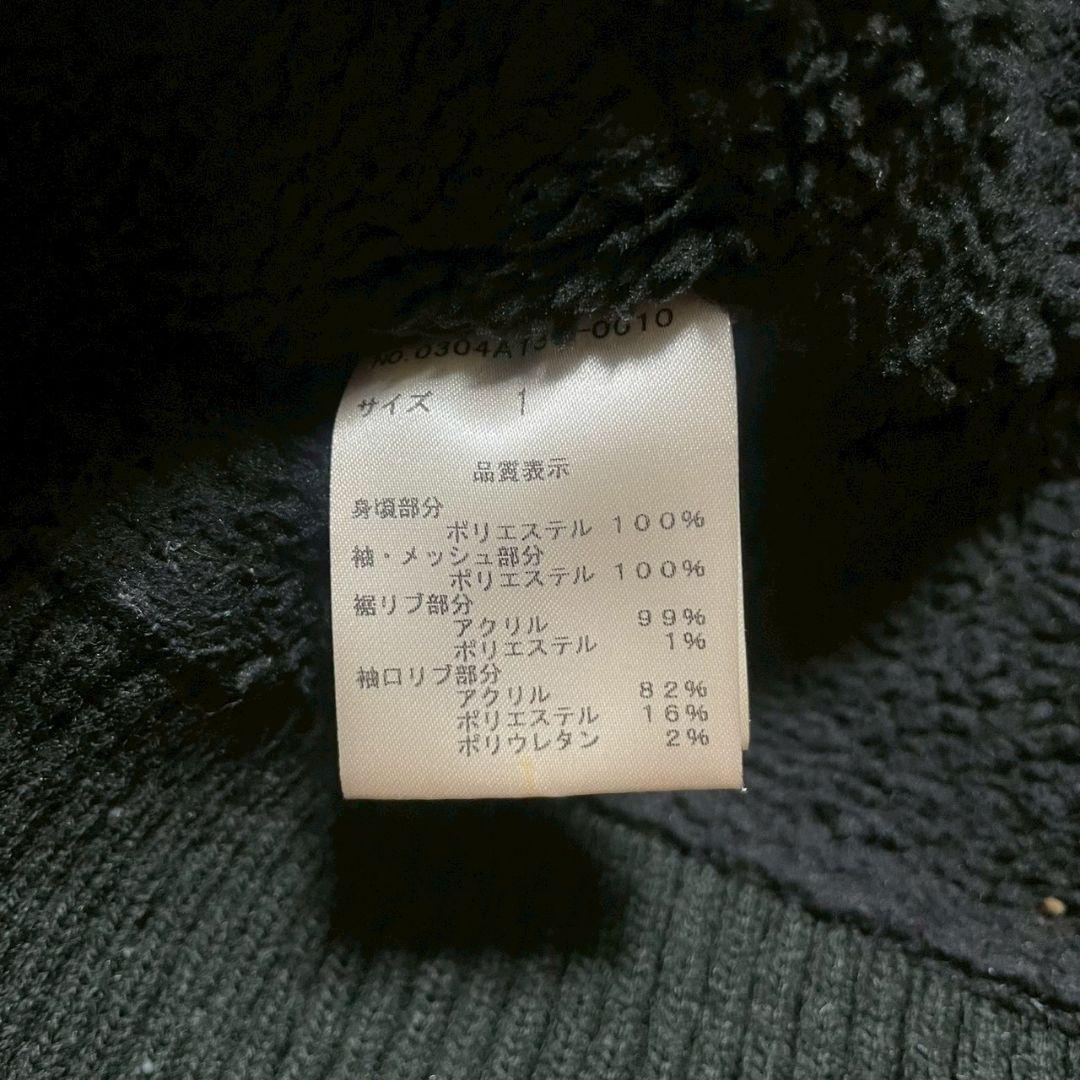 サイズ 1
品質表示
身頃部分
ポリエステル 100%
袖・メッシュ部分
ポリエステル 100%
裾リブ部分
アクリル 99%
ポリエステル 1%
袖口リブ部分
アクリル 82%
ポリエステル 16%
ポリウレタン 2%